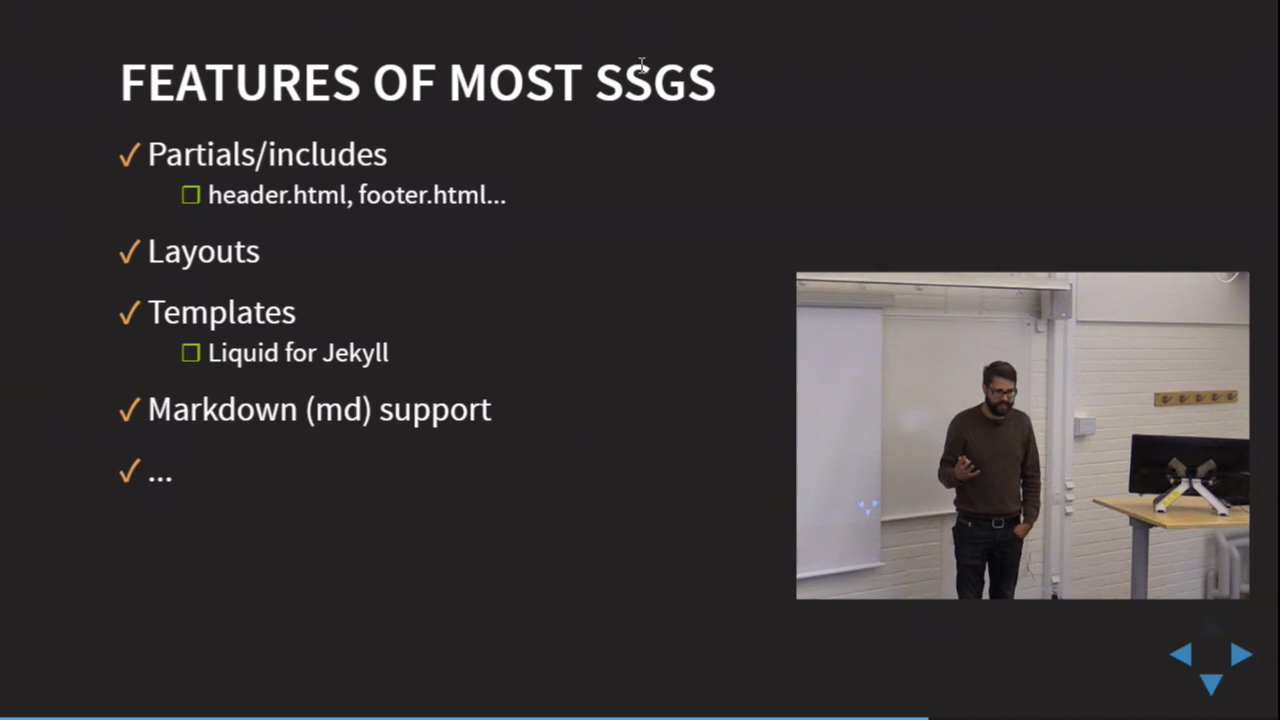 FEATURES OF MOST SSGS
Partials/includes
header.html, footer.html...
Layouts
Templates
Liquid for Jekyll
Markdown (md) support
...